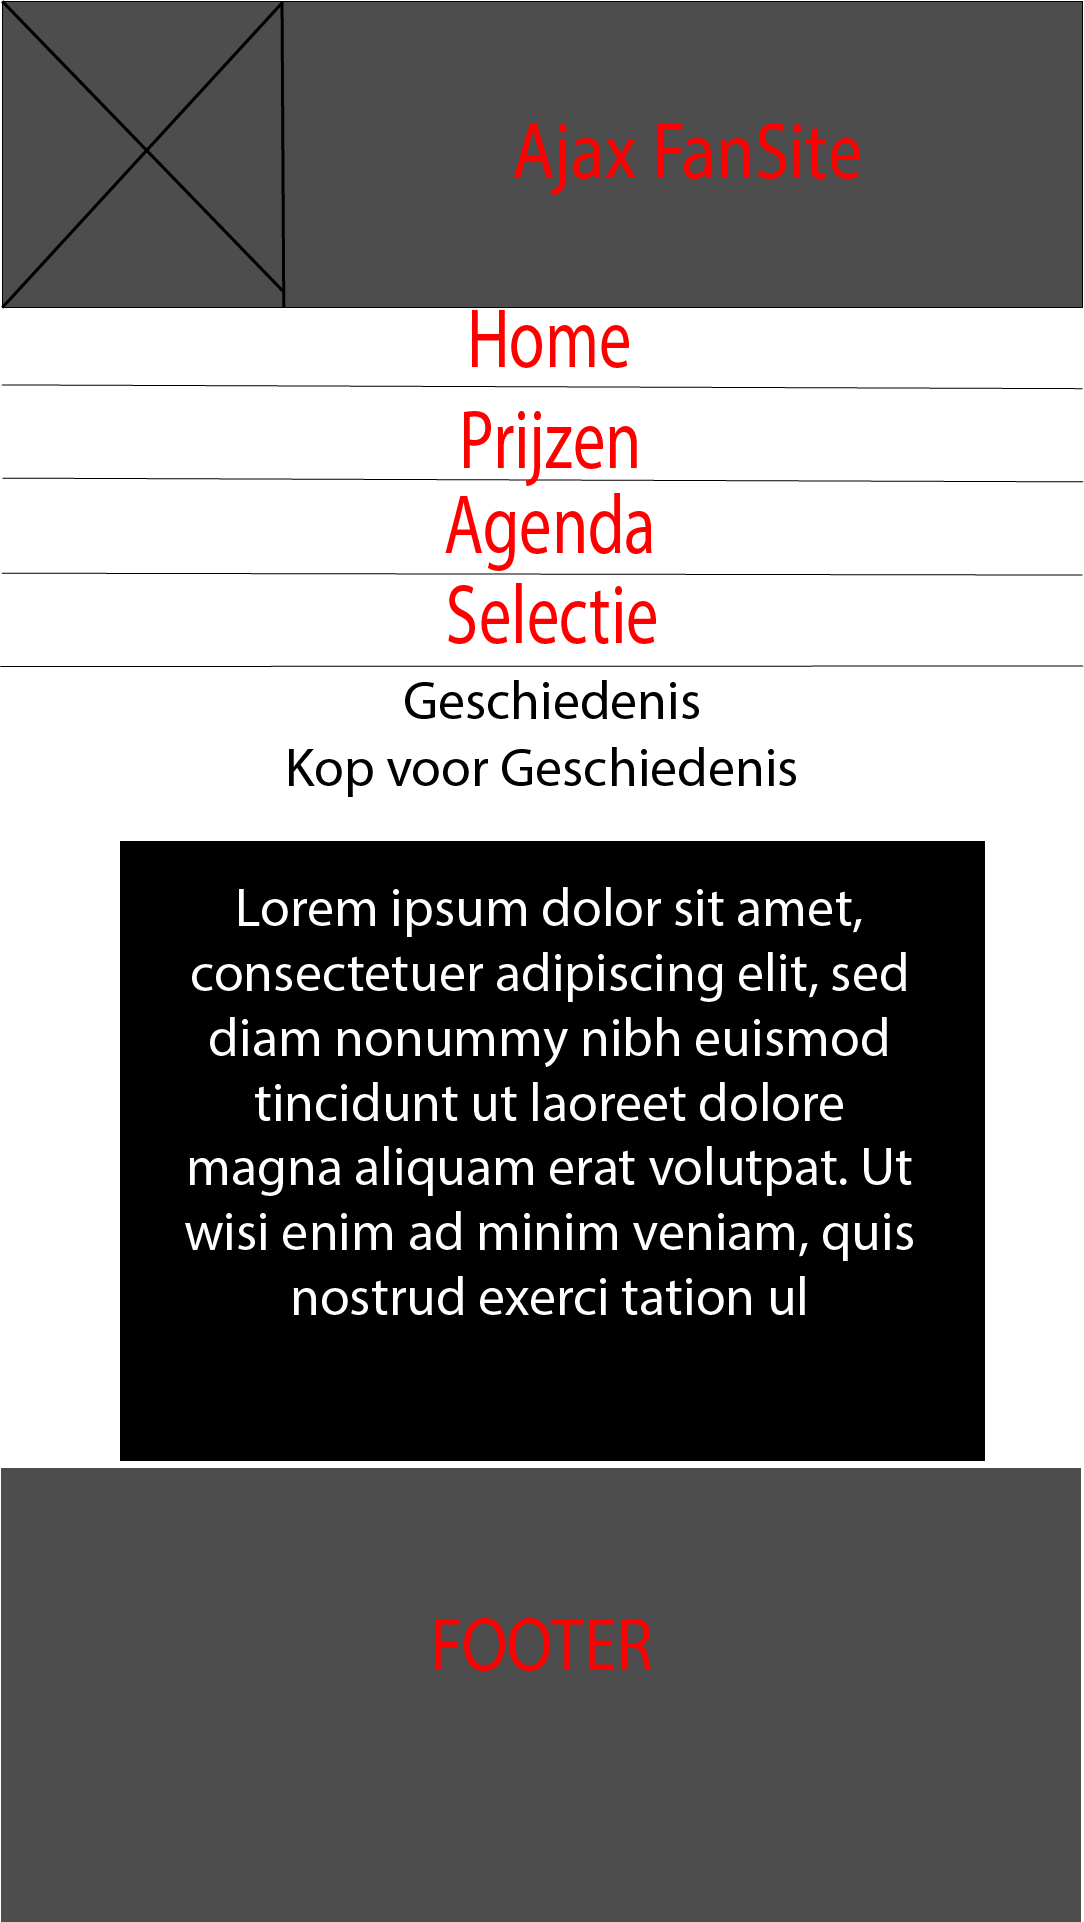 Ajax FanSite
Home
Prijzen
Agenda
Selectie
Geschiedenis
Kop voor Geschiedenis
Lorem ipsum dolor sit amet,
consectetuer adipiscing elit, sed
diam nonummy nibh euismod
tincidunt ut laoreet dolore
magna aliquam erat volutpat. Ut
wisi enim ad minim veniam, quis
nostrud exerci tation ul
FOOTER